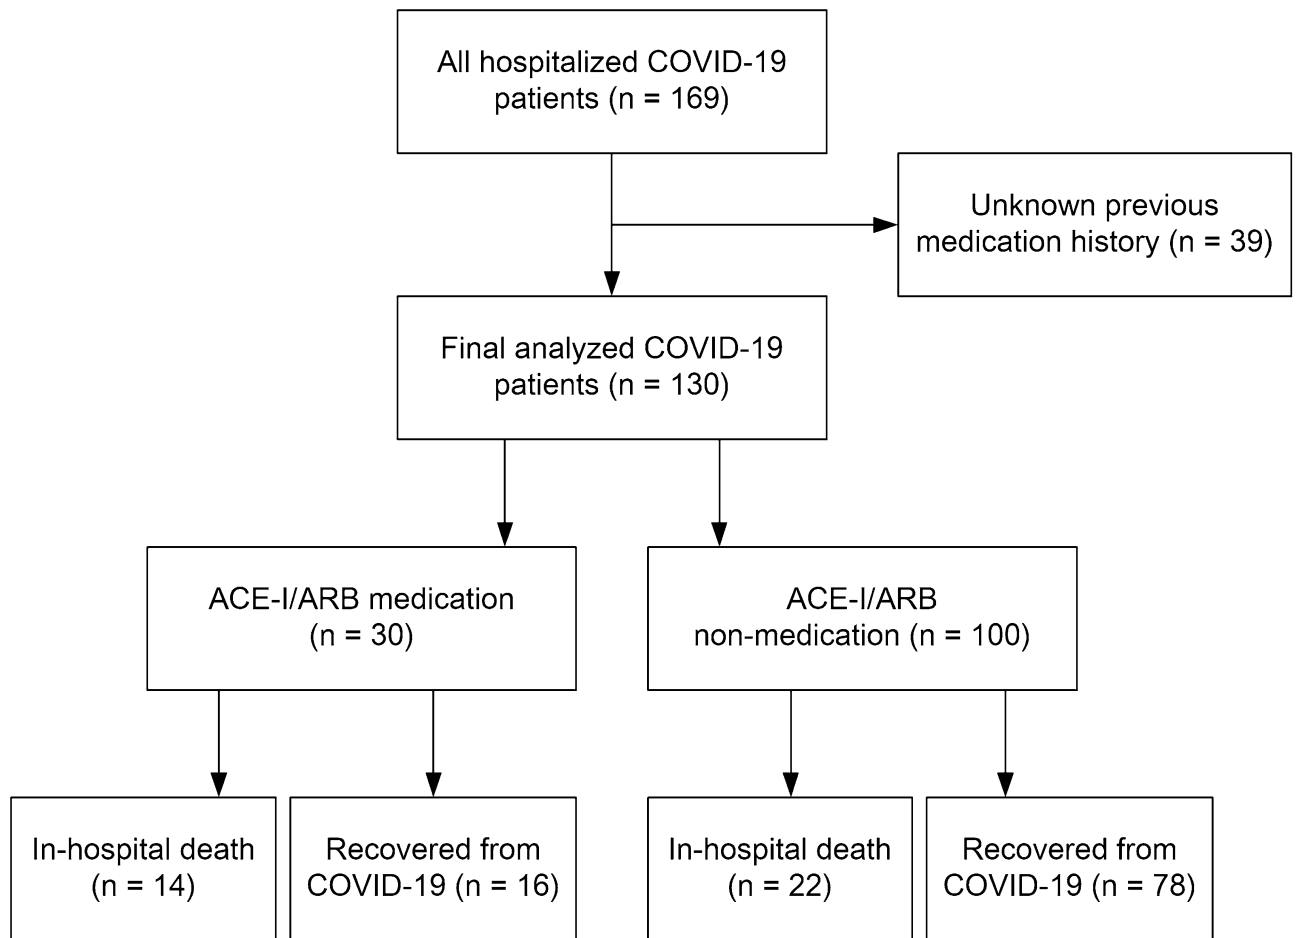 All hospitalized COVID-19
patients (n = 169)
Unknown previous
medication history (n = 39)
Final analyzed COVID-19
patients (n = 130)
ACE-I/ARB medication
(n = 30)
ACE-I/ARB
non-medication (n = 100)
In-hospital death
(n = 14)
Recovered from
COVID-19 (n = 16)
In-hospital death
(n = 22)
Recovered from
COVID-19 (n = 78)